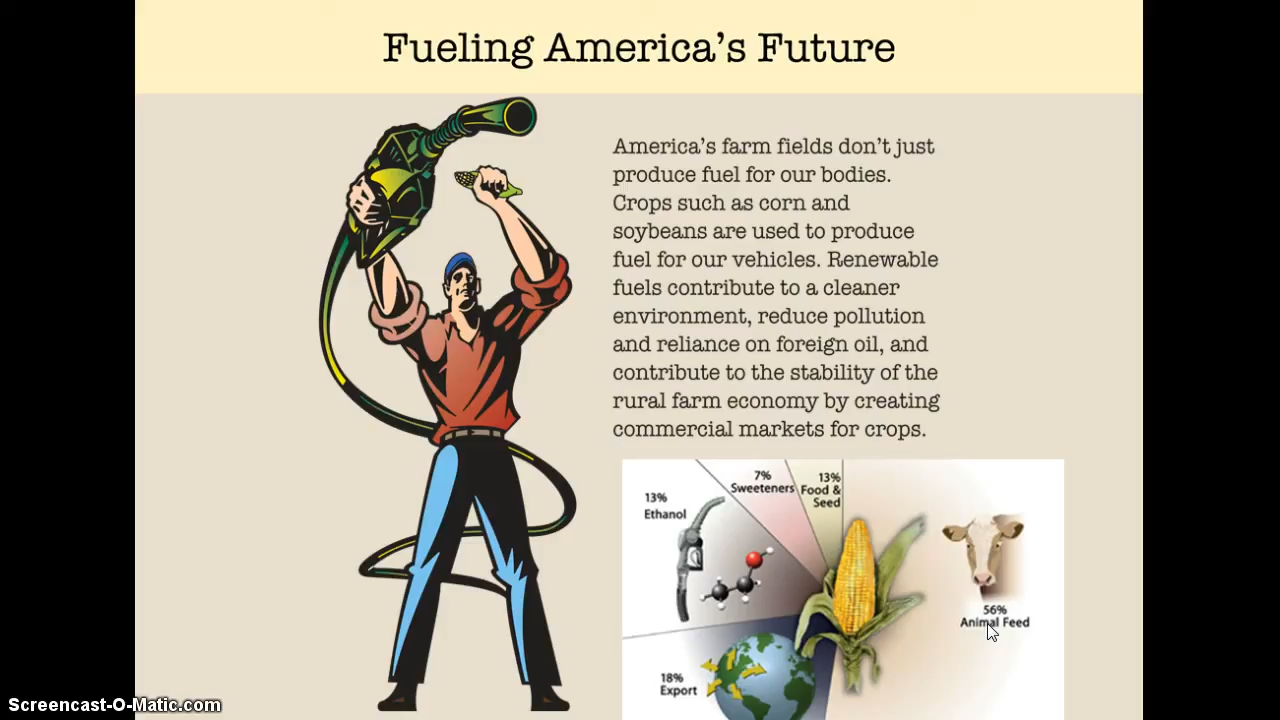 Fueling America's Future
America's farm fields don't just
produce fuel for our bodies.
Crops such as corn and
soybeans are used to produce
fuel for our vehicles. Renewable
fuels contribute to a cleaner
environment, reduce pollution
and reliance on foreign oil, and
contribute to the stability of the
rural farm economy by creating
commercial markets for crops.
13%
Ethanol
7%
Sweeteners
13%
Food &
Seed
56%
Animal Feed
18%
Export
Screencast-O-Matic.com